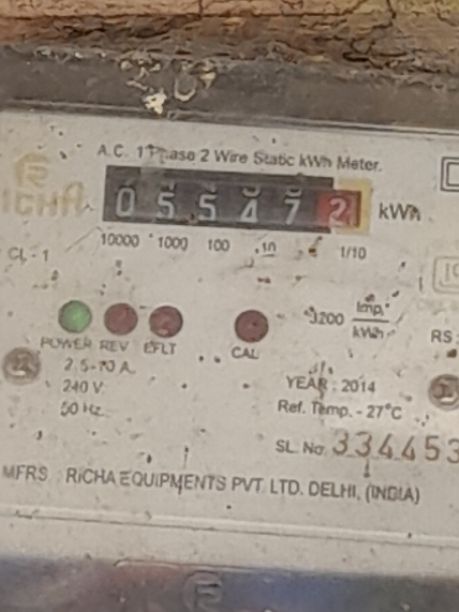 A.C. 1 Phase 2 Wire Static kWh Meter.
RICHA
0 5 5 4 7 2 kWh
10000 1000 100 10 1/10
CL-1
3200 Imp./kWh
POWER REV EFLT CAL
RS
2.5-10 A.
240 V
50 Hz.
YEAR : 2014
Ref. Temp. - 27°C
SL. No. 334453
MFRS : RICHA EQUIPMENTS PVT. LTD. DELHI, (INDIA)